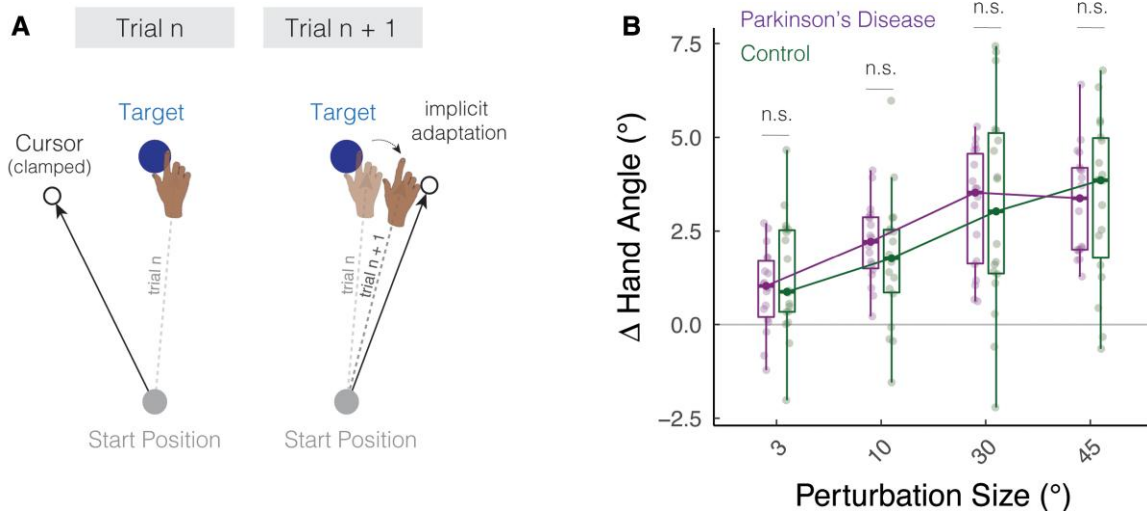 A
Trial n
Trial n + 1
Target
Cursor
(clamped)
trial n
Start Position
Target
implicit
adaptation
trial n
trial n + 1
Start Position
B
Parkinson's Disease
Control
n.s.
n.s.
n.s.
n.s.
Δ Hand Angle (°)
7.5
5.0
2.5
0.0
−2.5
3
10
30
45
Perturbation Size (°)